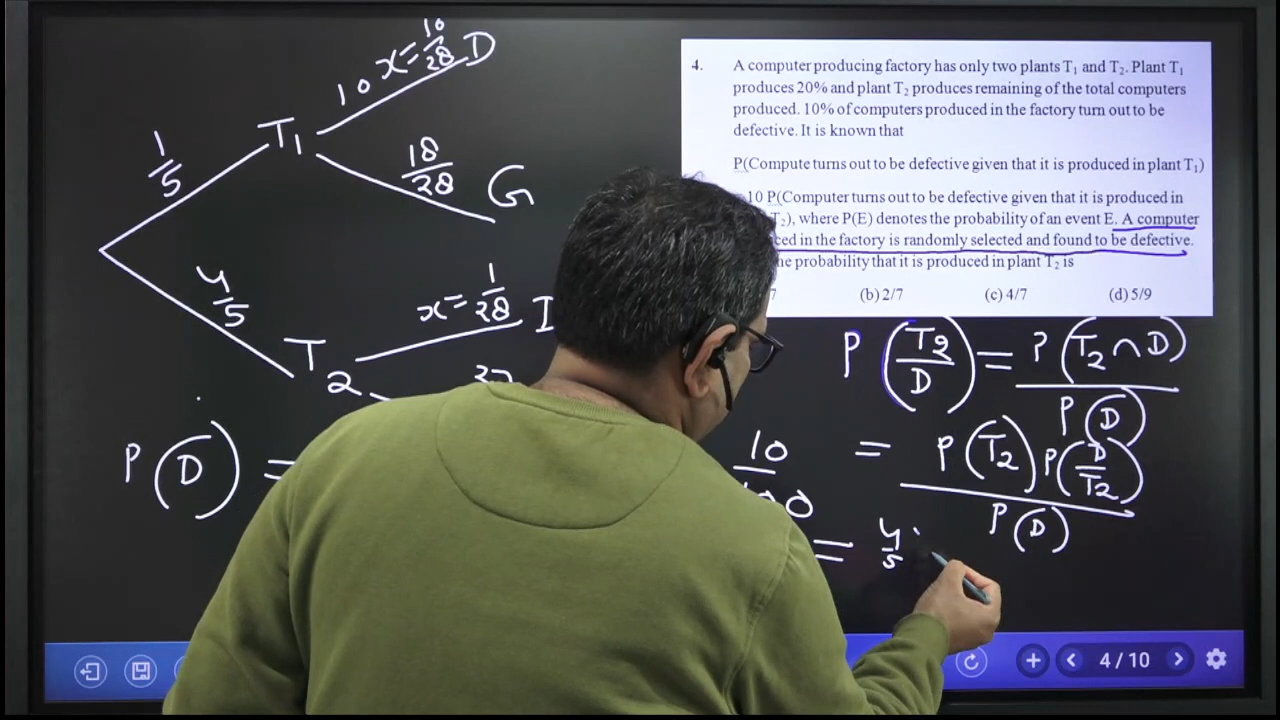 4. A computer producing factory has only two plants T₁ and T₂. Plant T₁
produces 20% and plant T₂ produces remaining of the total computers
produced. 10% of computers produced in the factory turn out to be
defective. It is known that
P(Compute turns out to be defective given that it is produced in plant T₁)
10 P(Computer turns out to be defective given that it is produced in
T₂), where P(E) denotes the probability of an event E. A computer
in the factory is randomly selected and found to be defective.
probability that it is produced in plant T₂ is
(b) 2/7 (c) 4/7 (d) 5/9
1/5 T₁ 10 x = 10/28 D
18/28 G
4/5 T₂ x = 1/28
P(D) =
10
P(T₂/D) = P(T₂ ∩ D) / P(D)
= P(T₂) P(D/T₂) / P(D)
= 4/5 ·
4 / 10